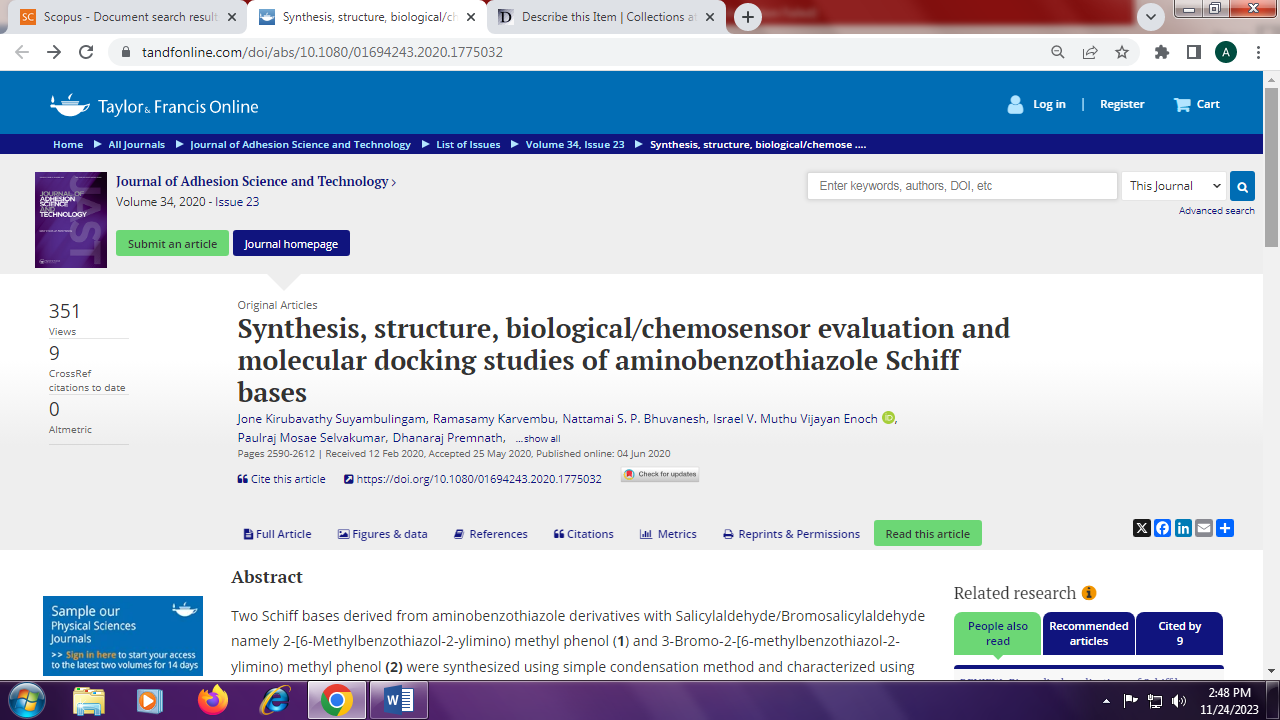 Scopus - Document search result
Synthesis, structure, biological/ch
Describe this Item | Collections a
tandfonline.com/doi/abs/10.1080/01694243.2020.1775032
A
Taylor & Francis Online
Log in | Register Cart
Home All Journals Journal of Adhesion Science and Technology List of Issues Volume 34, Issue 23 Synthesis, structure, biological/chemose ....
JOURNAL OF
ADHESION
SCIENCE
AND
TECHNOLOGY
JAST
Journal of Adhesion Science and Technology >
Volume 34, 2020 - Issue 23
Submit an article
Journal homepage
Enter keywords, authors, DOI, etc
This Journal
Advanced search
351
Views
9
CrossRef
citations to date
0
Altmetric
Original Articles
Synthesis, structure, biological/chemosensor evaluation and
molecular docking studies of aminobenzothiazole Schiff
bases
Jone Kirubavathy Suyambulingam, Ramasamy Karvembu, Nattamai S. P. Bhuvanesh, Israel V. Muthu Vijayan Enoch iD,
Paulraj Mosae Selvakumar, Dhanaraj Premnath, ...show all
Pages 2590-2612 | Received 12 Feb 2020, Accepted 25 May 2020, Published online: 04 Jun 2020
Cite this article https://doi.org/10.1080/01694243.2020.1775032 Check for updates
Full Article Figures & data References Citations Metrics Reprints & Permissions Read this article
Abstract
Two Schiff bases derived from aminobenzothiazole derivatives with Salicylaldehyde/Bromosalicylaldehyde
namely 2-[6-Methylbenzothiazol-2-ylimino) methyl phenol (1) and 3-Bromo-2-[6-methylbenzothiazol-2-
ylimino) methyl phenol (2) were synthesized using simple condensation method and characterized using
Sample our
Physical Sciences
Journals
>> Sign in here to start your access
to the latest two volumes for 14 days
Related research i
People also
read
Recommended
articles
Cited by
9
2:48 PM
11/24/2023